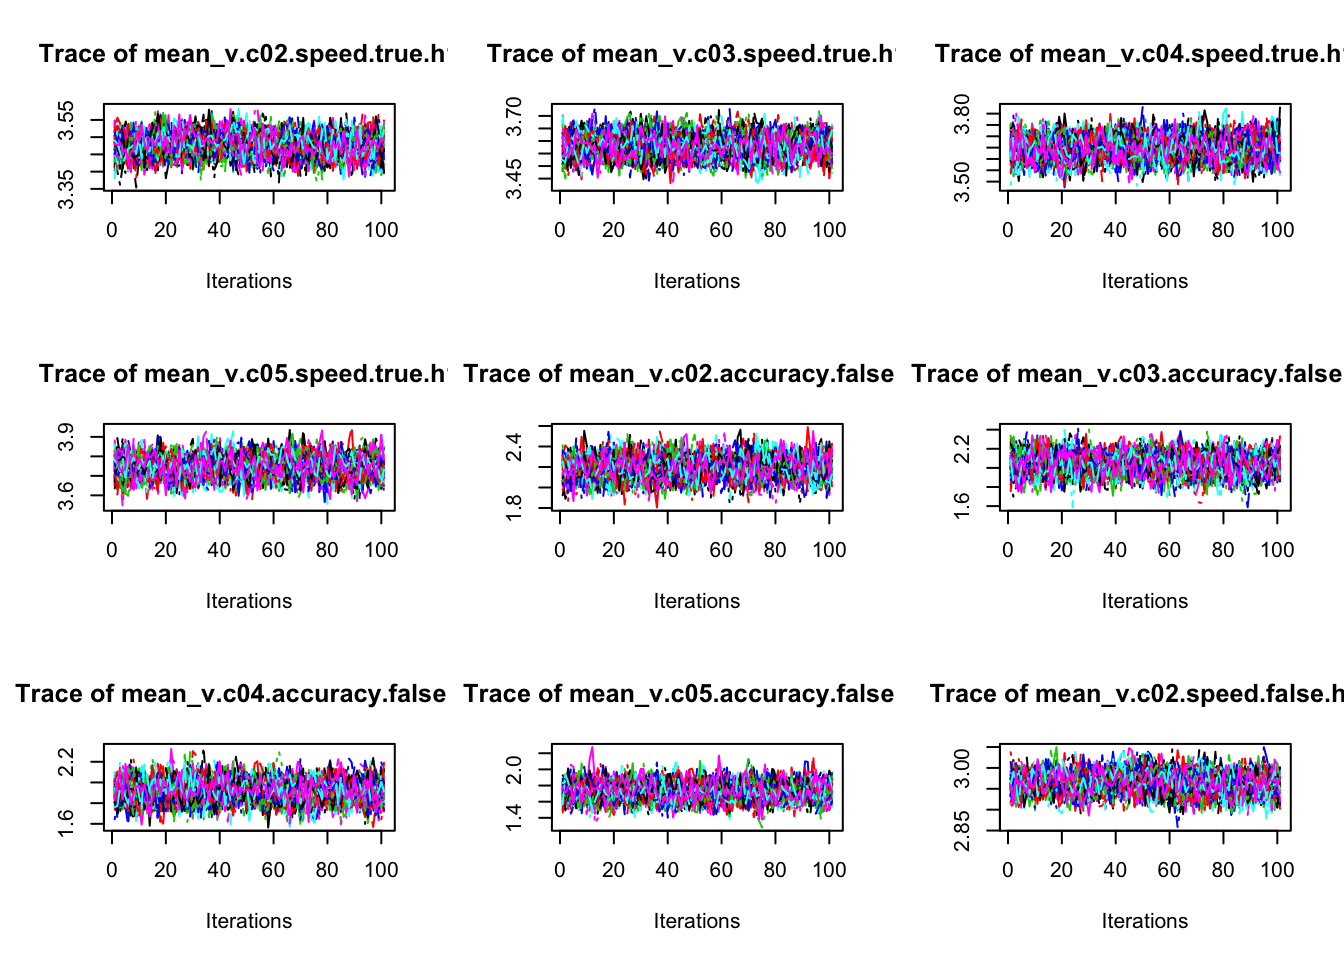 Trace of mean_v.c02.speed.true.h
Trace of mean_v.c03.speed.true.h
Trace of mean_v.c04.speed.true.h
3.55
3.35
0 20 40 60 80 100
Iterations
3.70
3.45
0 20 40 60 80 100
Iterations
3.80
3.50
0 20 40 60 80 100
Iterations
Trace of mean_v.c05.speed.true.h
Trace of mean_v.c02.accuracy.false
Trace of mean_v.c03.accuracy.false
3.9
3.6
0 20 40 60 80 100
Iterations
2.4
1.8
0 20 40 60 80 100
Iterations
2.2
1.6
0 20 40 60 80 100
Iterations
Trace of mean_v.c04.accuracy.false
Trace of mean_v.c05.accuracy.false
Trace of mean_v.c02.speed.false.h
2.2
1.6
0 20 40 60 80 100
Iterations
2.0
1.4
0 20 40 60 80 100
Iterations
3.00
2.85
0 20 40 60 80 100
Iterations